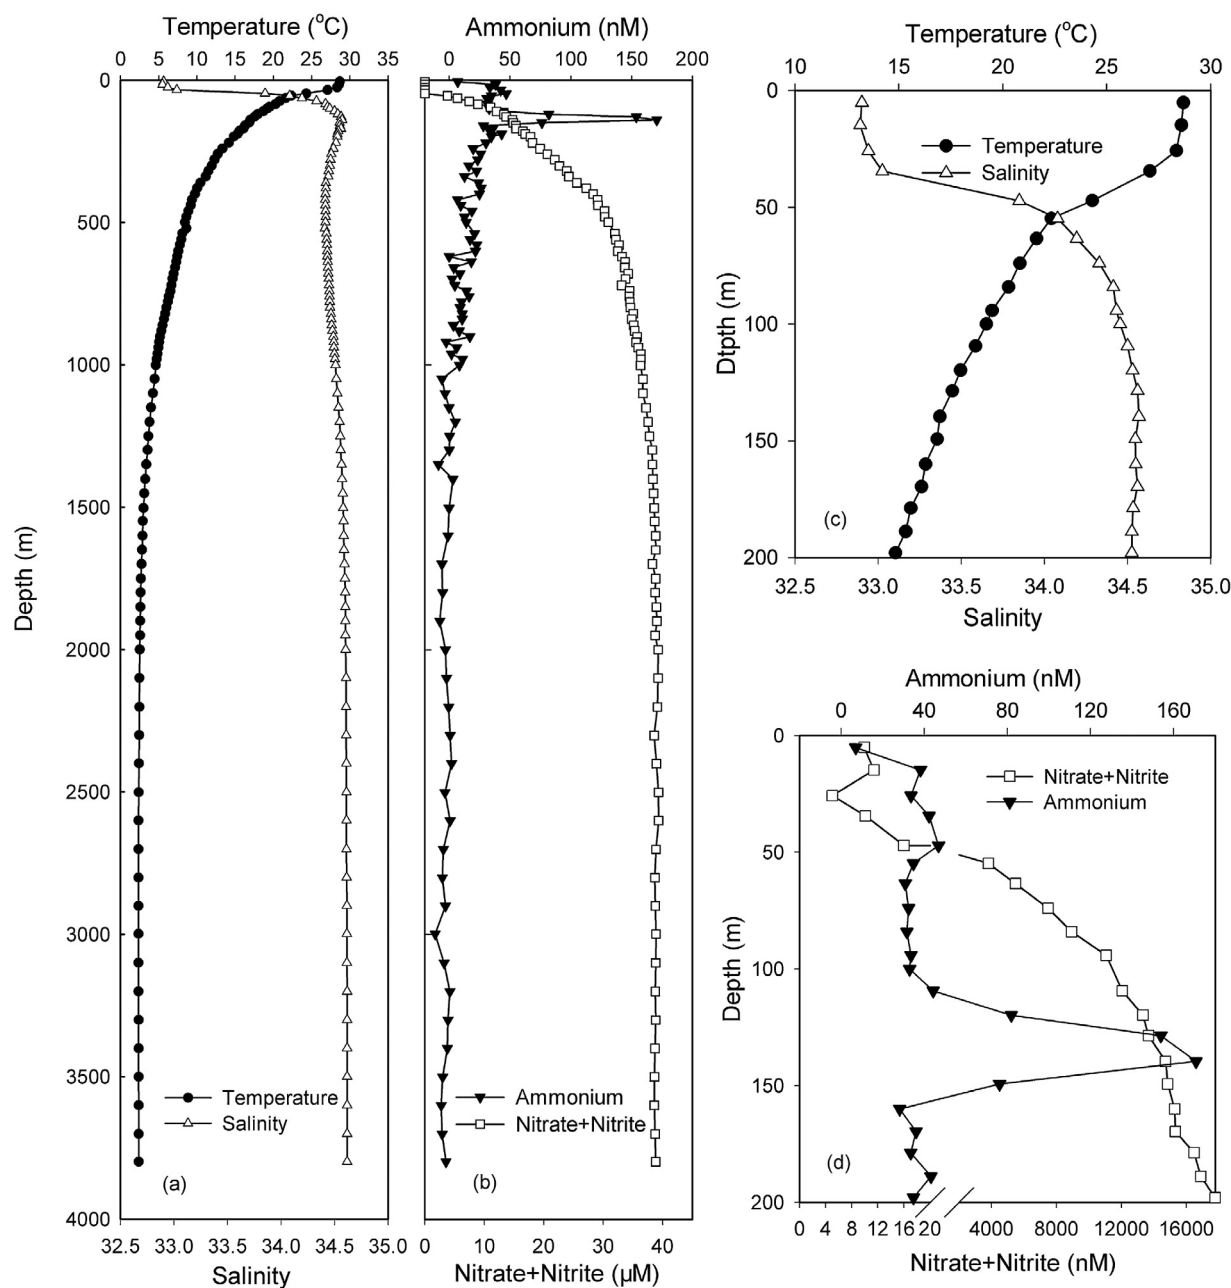 Temperature (°C)
0 5 10 15 20 25 30 35
0
500
1000
1500
2000
2500
3000
3500
4000
Depth (m)
Temperature
Salinity
(a)
32.5 33.0 33.5 34.0 34.5 35.0
Salinity
Ammonium (nM)
0 50 100 150 200
Ammonium
Nitrate+Nitrite
(b)
0 10 20 30 40
Nitrate+Nitrite (µM)
Temperature (°C)
10 15 20 25 30
0
50
100
150
200
Dtpth (m)
Temperature
Salinity
(c)
32.5 33.0 33.5 34.0 34.5 35.0
Salinity
Ammonium (nM)
0 40 80 120 160
0
50
100
150
200
Depth (m)
Nitrate+Nitrite
Ammonium
(d)
0 4 8 12 16 20 4000 8000 12000 16000
Nitrate+Nitrite (nM)